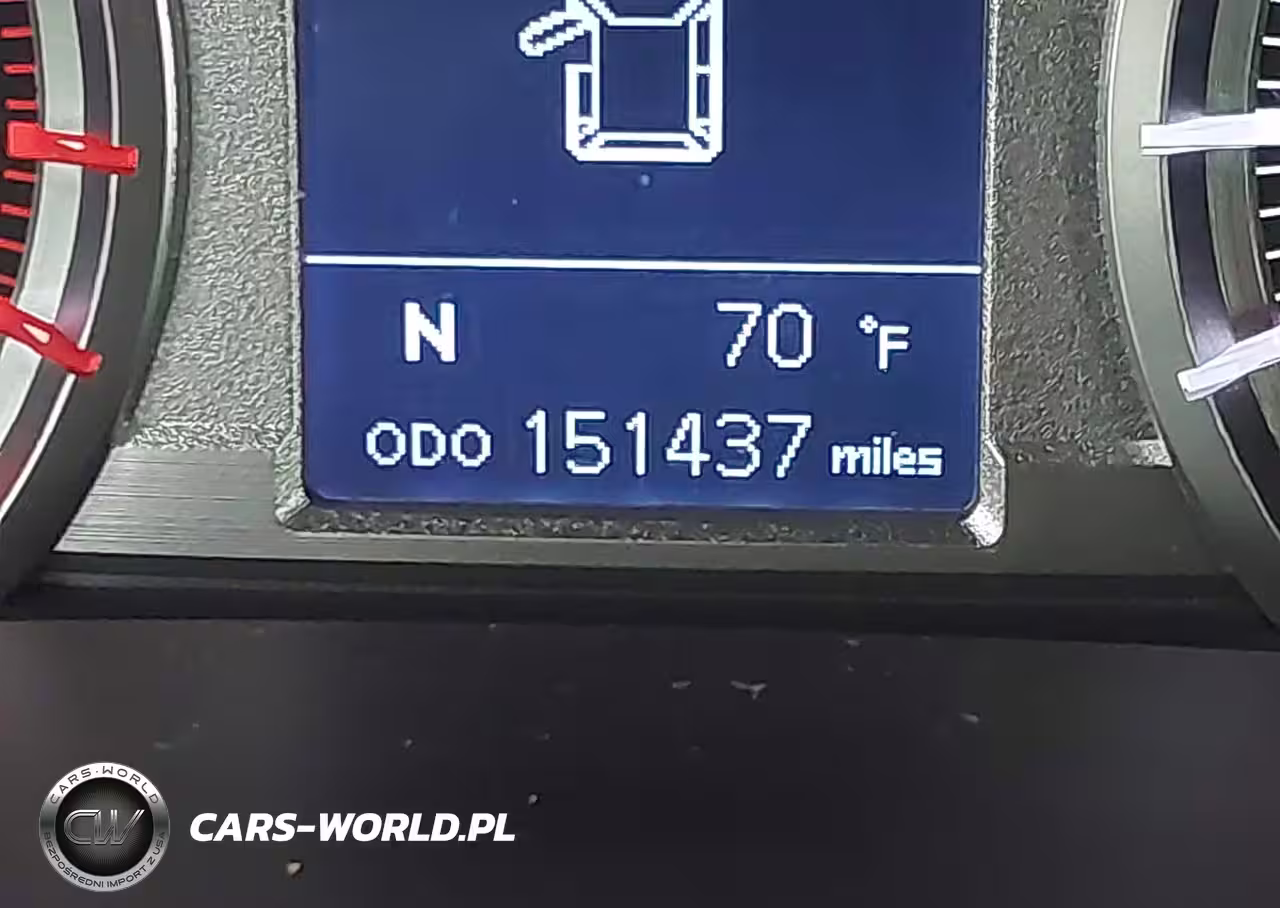 N 70 °F
ODO 151437 miles
CARS-WORLD
CW
BEZPOŚREDNI IMPORT Z USA
CARS-WORLD.PL